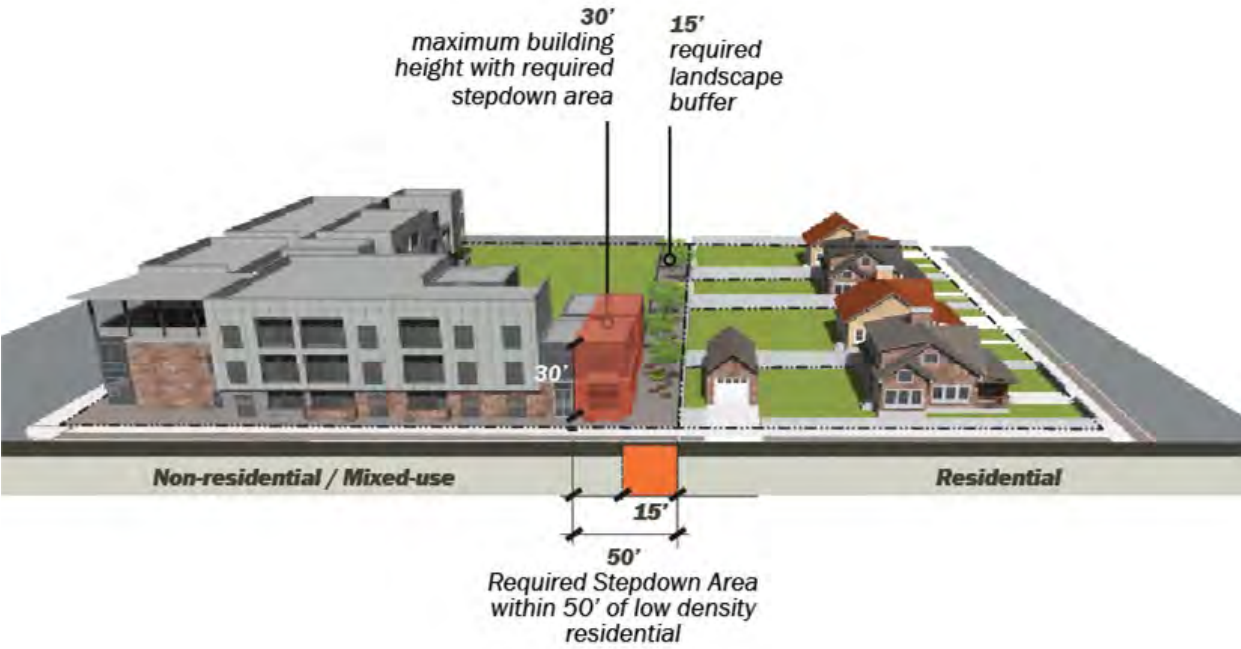 30'
maximum building
height with required
stepdown area
15'
required
landscape
buffer
30'
Non-residential / Mixed-use
Residential
15'
50'
Required Stepdown Area
within 50' of low density
residential